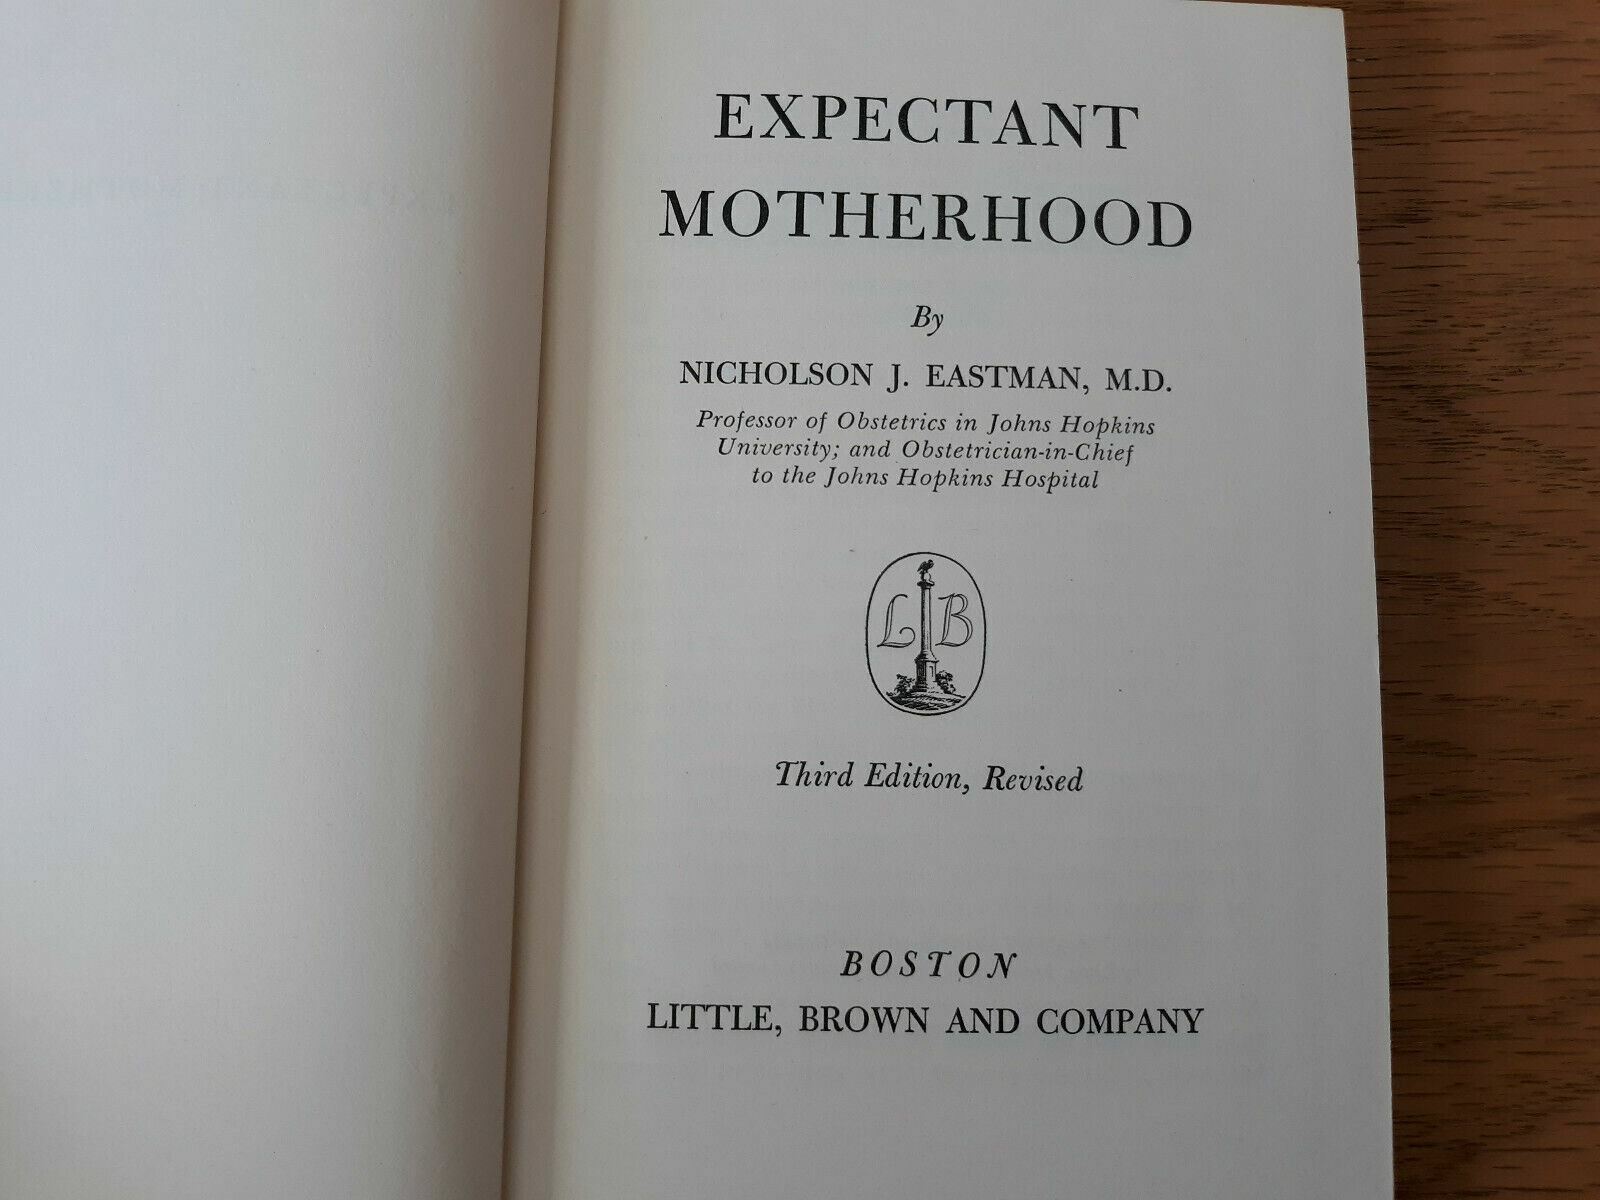 EXPECTANT
MOTHERHOOD
By
NICHOLSON J. EASTMAN, M.D.
Professor of Obstetrics in Johns Hopkins
University; and Obstetrician-in-Chief
to the Johns Hopkins Hospital
L B
Third Edition, Revised
BOSTON
LITTLE, BROWN AND COMPANY